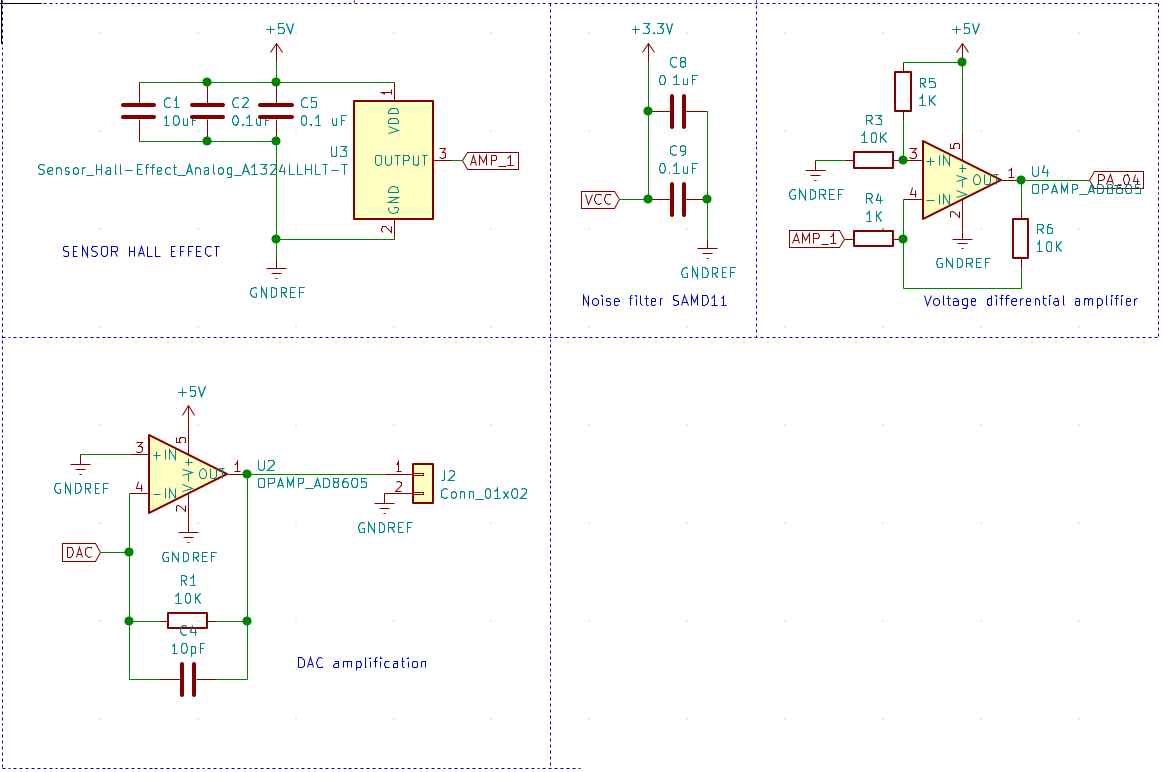 +5V
C1
10uF
C2
0.1uF
C5
0.1 uF
1
VDD
U3
Sensor_Hall-Effect_Analog_A1324LLHLT-T
OUTPUT
3
AMP_1
GND
2
SENSOR HALL EFFECT
GNDREF
+3.3V
C8
0.1uF
C9
0.1uF
VCC
GNDREF
Noise filter SAMD11
+5V
R5
1K
R3
10K
GNDREF
3
+IN
5
V+
OUT
1
U4
OPAMP_AD8605
PA_04
4
-IN
V-
2
R4
1K
AMP_1
GNDREF
R6
10K
Voltage differential amplifier
+5V
3
+IN
5
V+
OUT
1
U2
OPAMP_AD8605
GNDREF
4
-IN
V-
2
GNDREF
1
2
J2
Conn_01x02
GNDREF
DAC
R1
10K
C4
10pF
DAC amplification